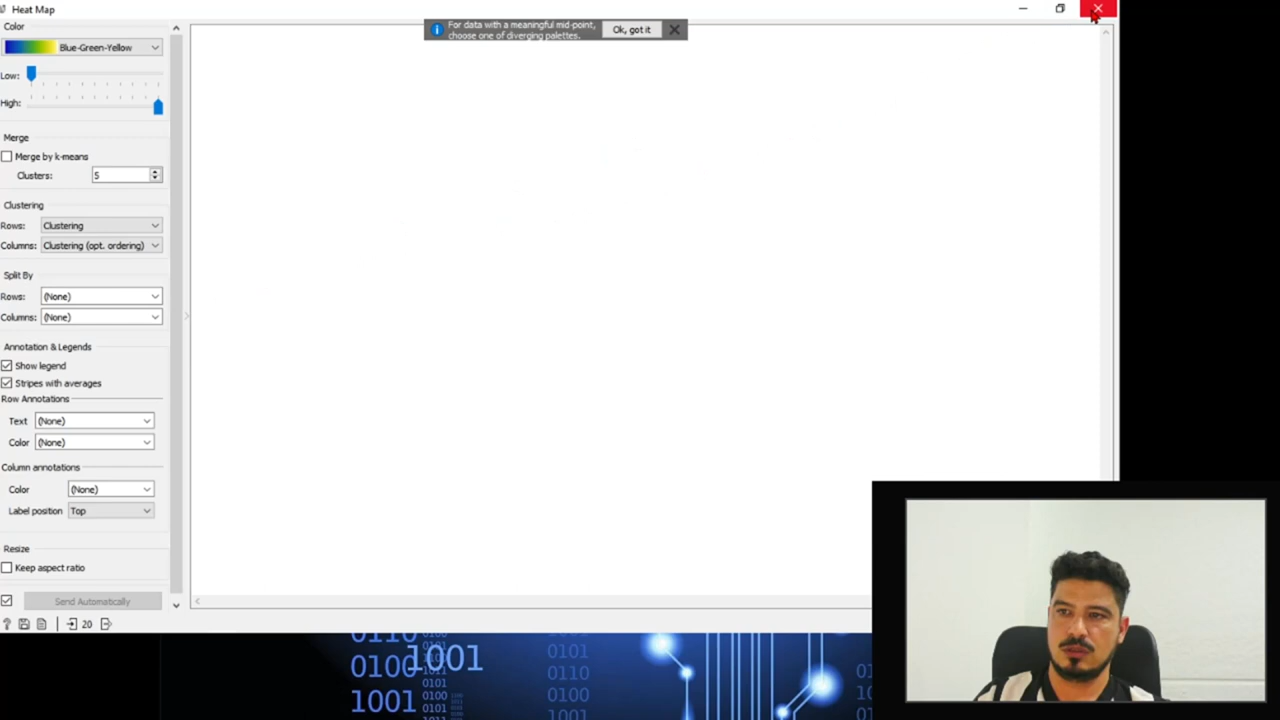 Heat Map
Color
Blue-Green-Yellow
Low:
High:
Merge
Merge by k-means
Clusters: 5
Clustering
Rows: Clustering
Columns: Clustering (opt. ordering)
Split By
Rows: (None)
Columns: (None)
Annotation & Legends
Show legend
Stripes with averages
Row Annotations
Text (None)
Color (None)
Column annotations
Color (None)
Label position Top
Resize
Keep aspect ratio
Send Automatically
? 20
For data with a meaningful mid-point,
choose one of diverging palettes.
Ok, got it
0100
1001
1001
0101
0110
0100
1001